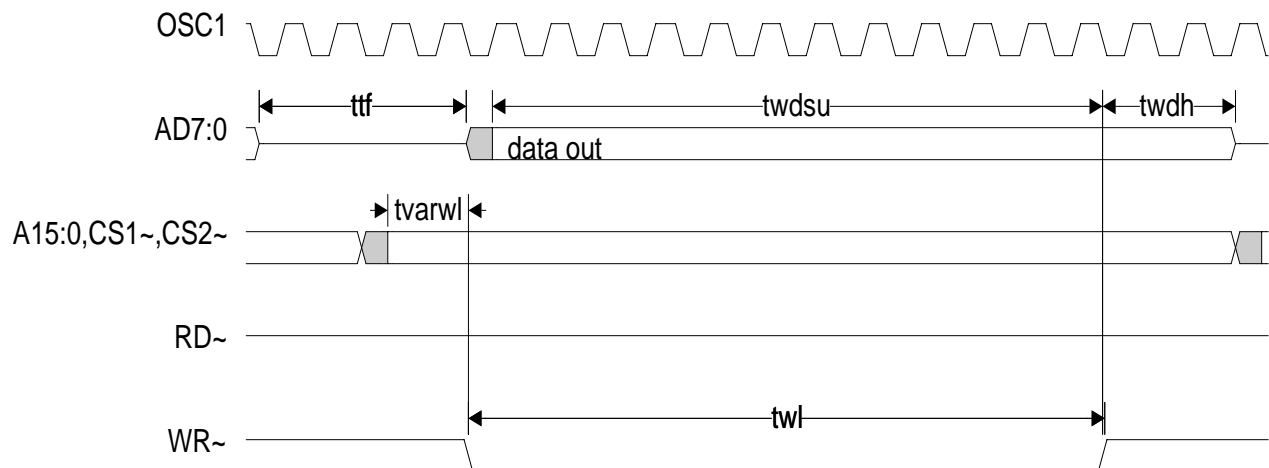 OSC1
ttf
twdsu
twdh
AD7:0
data out
tvarwl
A15:0,CS1~,CS2~
RD~
twl
WR~